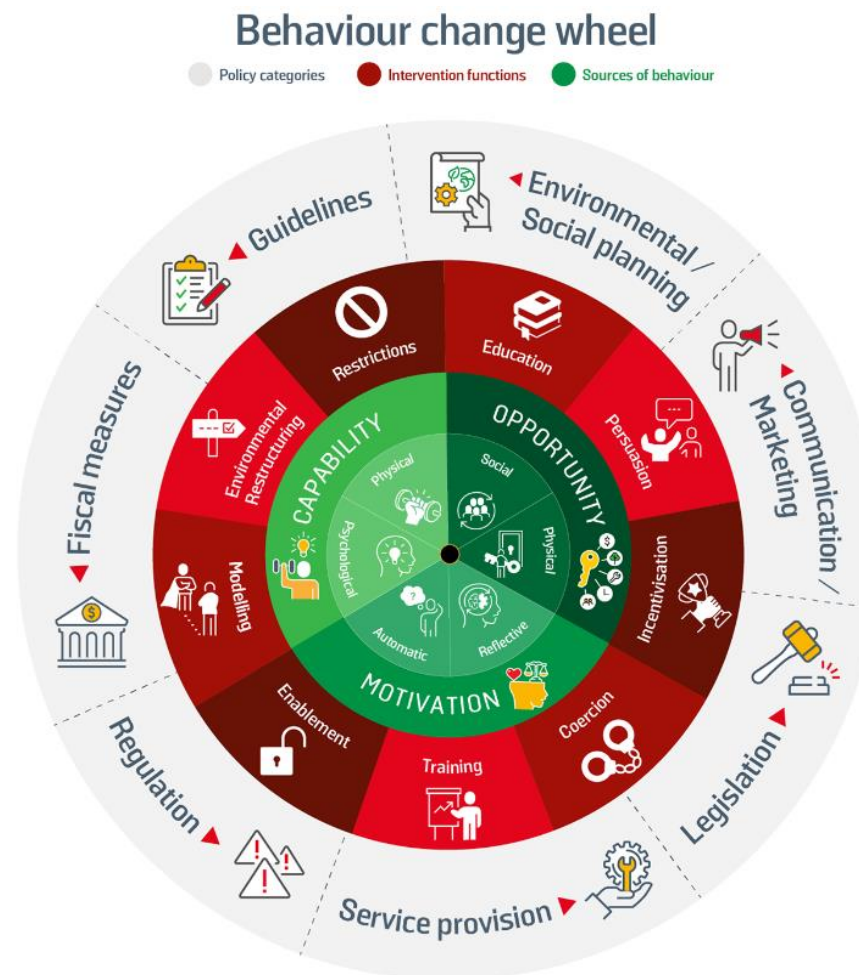 Behaviour change wheel
Policy categories
Intervention functions
Sources of behaviour
Guidelines
Environmental /
Social planning
Communication /
Marketing
Legislation
Service provision
Regulation
Fiscal measures
Restrictions
Education
Persuasion
Incentivisation
Coercion
Training
Enablement
Modelling
Environmental
Restructuring
CAPABILITY
OPPORTUNITY
MOTIVATION
Physical
Social
Physical
Reflective
Automatic
Psychological